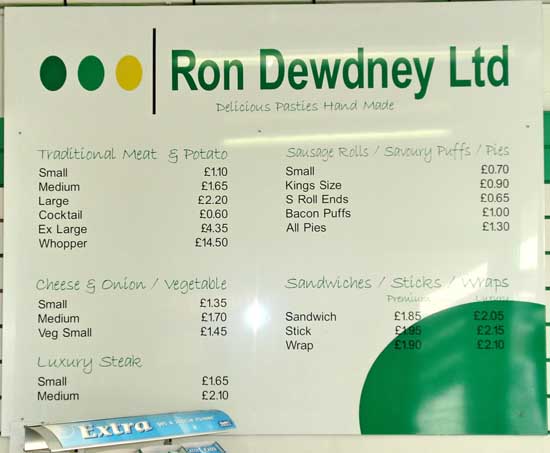 Ron Dewdney Ltd
Delicious Pasties Hand Made
Traditional Meat & Potato
Small £1.10
Medium £1.65
Large £2.20
Cocktail £0.60
Ex Large £4.35
Whopper £14.50
Cheese & Onion / Vegetable
Small £1.35
Medium £1.70
Veg Small £1.45
Luxury Steak
Small £1.65
Medium £2.10
Sausage Rolls / Savoury Puffs / Pies
Small £0.70
Kings Size £0.90
S Roll Ends £0.65
Bacon Puffs £1.00
All Pies £1.30
Sandwiches / Sticks / Wraps
Premium Luxury
Sandwich £1.85 £2.05
Stick £1.95 £2.15
Wrap £1.90 £2.10
Extra